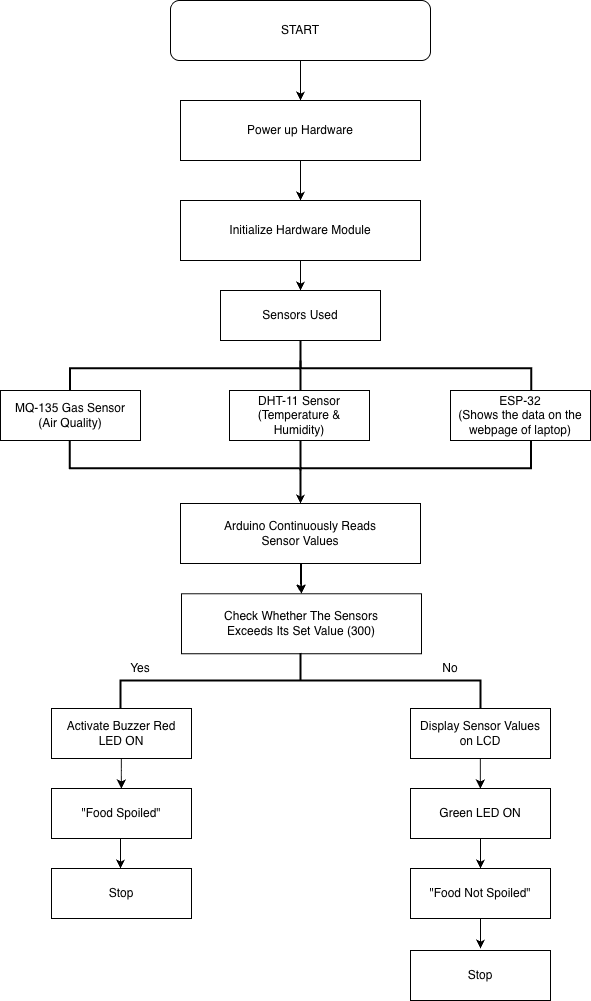 START
Power up Hardware
Initialize Hardware Module
Sensors Used
MQ-135 Gas Sensor
(Air Quality)
DHT-11 Sensor
(Temperature &
Humidity)
ESP-32
(Shows the data on the
webpage of laptop)
Arduino Continuously Reads
Sensor Values
Check Whether The Sensors
Exceeds Its Set Value (300)
Yes
No
Activate Buzzer Red
LED ON
Display Sensor Values
on LCD
"Food Spoiled"
Green LED ON
Stop
"Food Not Spoiled"
Stop